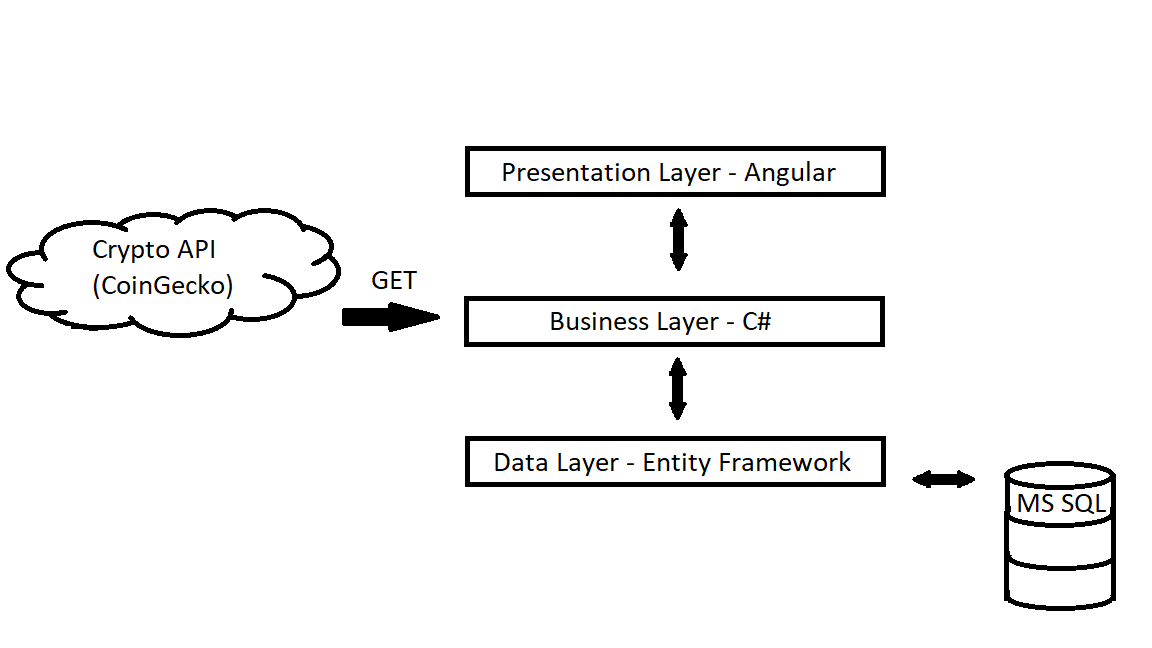 Presentation Layer - Angular
Crypto API
(CoinGecko)
GET
Business Layer - C#
Data Layer - Entity Framework
MS SQL